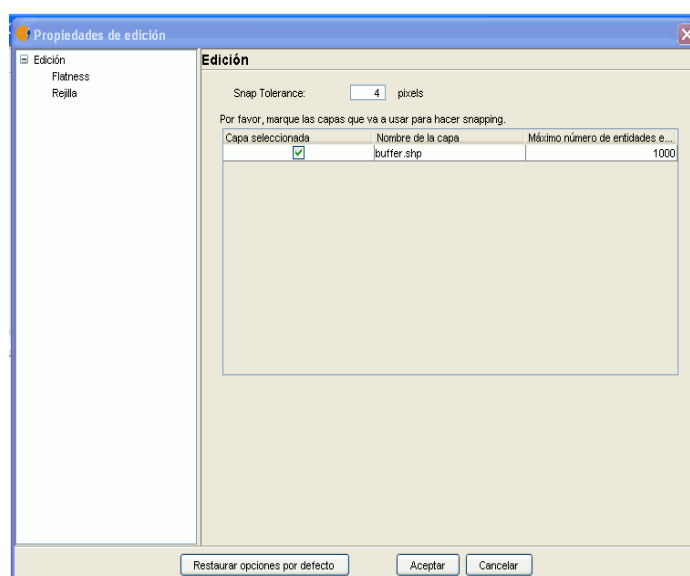 Propiedades de edición
Edición
Flatness
Rejilla
Edición
Snap Tolerance: 4 pixels
Por favor, marque las capas que va a usar para hacer snapping.
Capa seleccionada Nombre de la capa Máximo número de entidades e...
buffer.shp 1000
Restaurar opciones por defecto Aceptar Cancelar